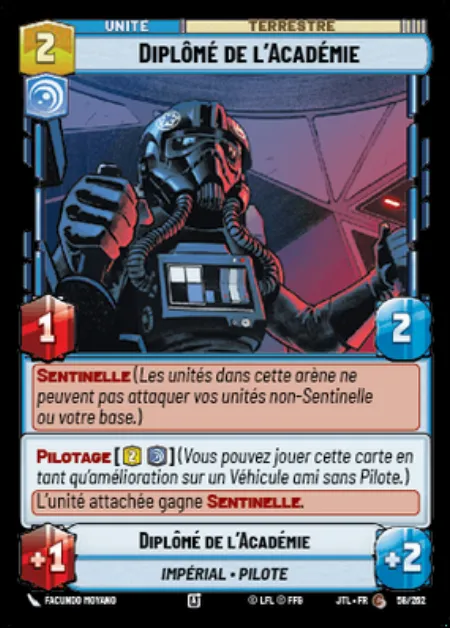 UNITÉ
TERRESTRE
2
DIPLÔMÉ DE L'ACADÉMIE
1
2
SENTINELLE (Les unités dans cette arène ne
peuvent pas attaquer vos unités non-Sentinelle
ou votre base.)
PILOTAGE [2] (Vous pouvez jouer cette carte en
tant qu'amélioration sur un Véhicule ami sans Pilote.)
L'unité attachée gagne SENTINELLE.
+1
DIPLÔMÉ DE L'ACADÉMIE
+2
IMPÉRIAL • PILOTE
FACUNDO MOYANO
© LFL © FFG
JTL • FR
C
58/262